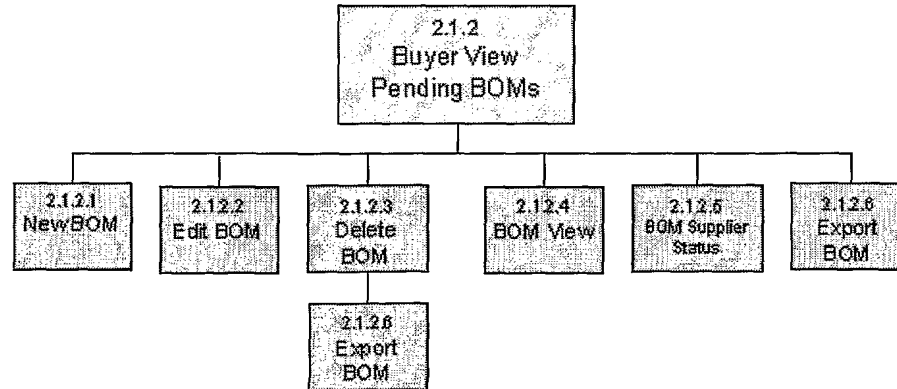 2.1.2
Buyer View
Pending BOMs
2.1.2.1
New BOM
2.1.2.2
Edit BOM
2.1.2.3
Delete
BOM
2.1.2.4
BOM View
2.1.2.5
BOM Supplier
Status
2.1.2.6
Export
BOM
2.1.2.6
Export
BOM